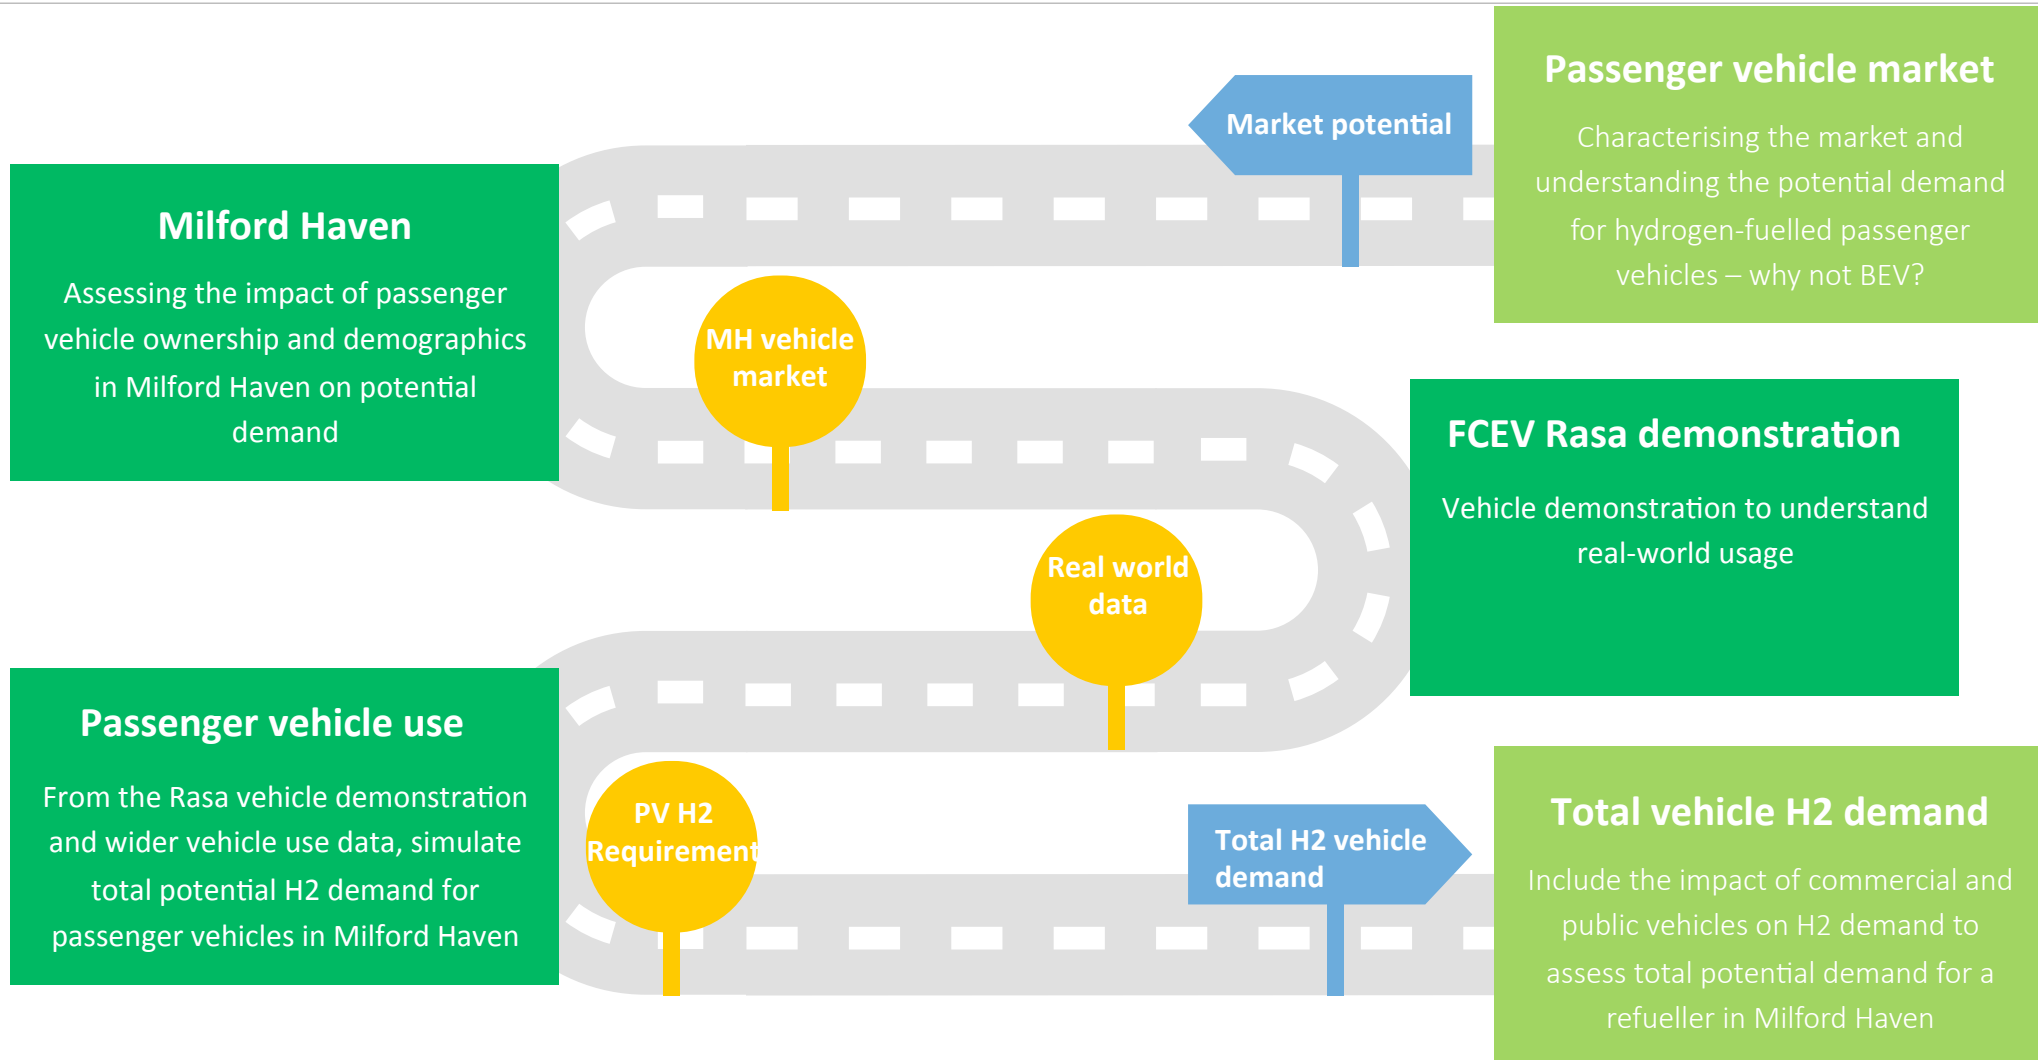 Passenger vehicle market
Characterising the market and
understanding the potential demand
for hydrogen-fuelled passenger
vehicles – why not BEV?
Market potential
Milford Haven
Assessing the impact of passenger
vehicle ownership and demographics
in Milford Haven on potential
demand
MH vehicle
market
FCEV Rasa demonstration
Vehicle demonstration to understand
real-world usage
Real world
data
Passenger vehicle use
From the Rasa vehicle demonstration
and wider vehicle use data, simulate
total potential H2 demand for
passenger vehicles in Milford Haven
PV H2
Requirement
Total H2 vehicle
demand
Total vehicle H2 demand
Include the impact of commercial and
public vehicles on H2 demand to
assess total potential demand for a
refueller in Milford Haven